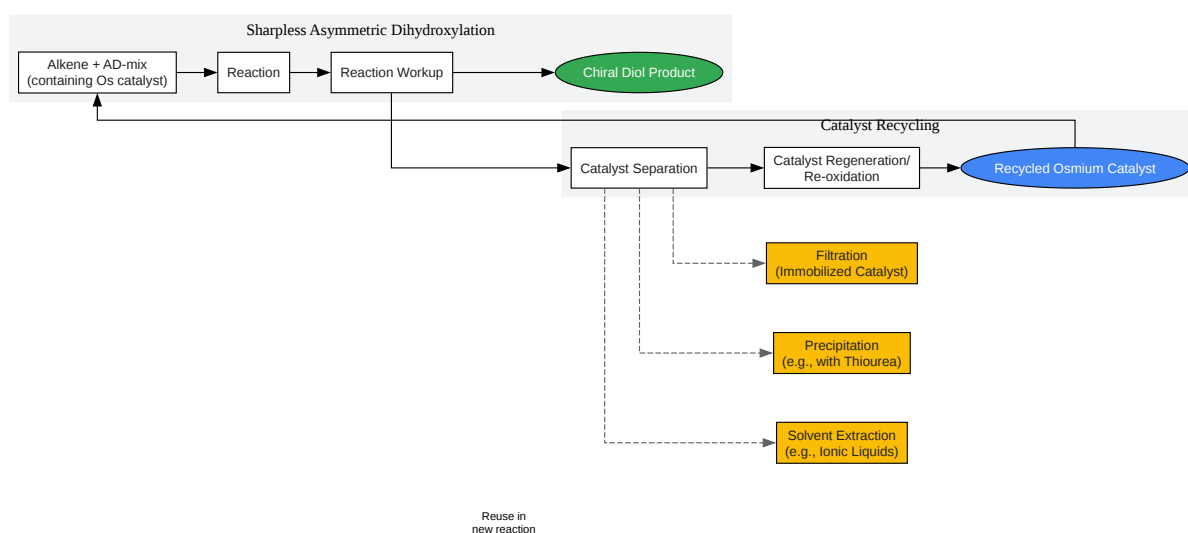 Sharpless Asymmetric Dihydroxylation
Alkene + AD-mix
(containing Os catalyst)
Reaction
Reaction Workup
Chiral Diol Product
Catalyst Recycling
Catalyst Separation
Catalyst Regeneration/
Re-oxidation
Recycled Osmium Catalyst
Filtration
(Immobilized Catalyst)
Precipitation
(e.g., with Thiourea)
Solvent Extraction
(e.g., Ionic Liquids)
Reuse in
new reaction